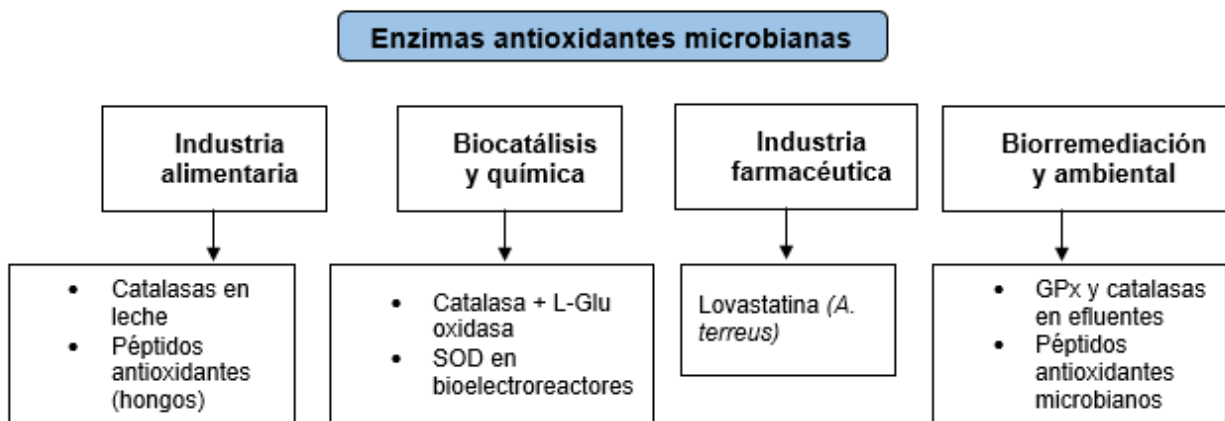 Enzimas antioxidantes microbianas
Industria
alimentaria
Biocatálisis
y química
Industria
farmacéutica
Biorremediación
y ambiental
• Catalasas en
leche
• Péptidos
antioxidantes
(hongos)
• Catalasa + L-Glu
oxidasa
• SOD en
bioelectroreactores
Lovastatina (A.
terreus)
• GPx y catalasas
en efluentes
• Péptidos
antioxidantes
microbianos